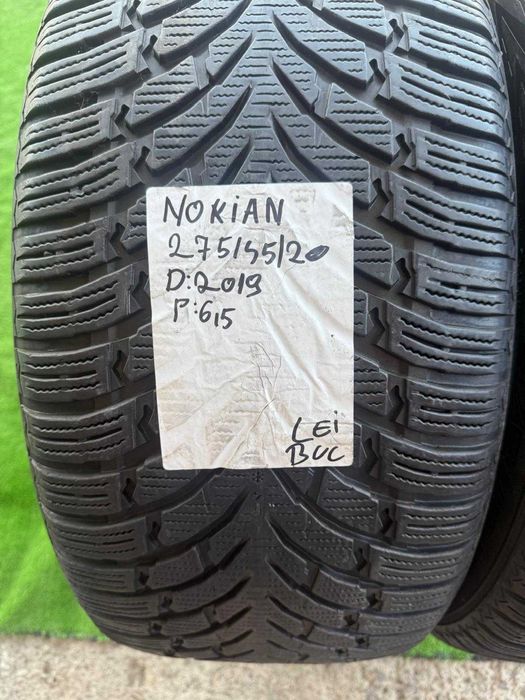 NOKiAN
275/45/20
D:2019
P:6,5
LEi
BUC